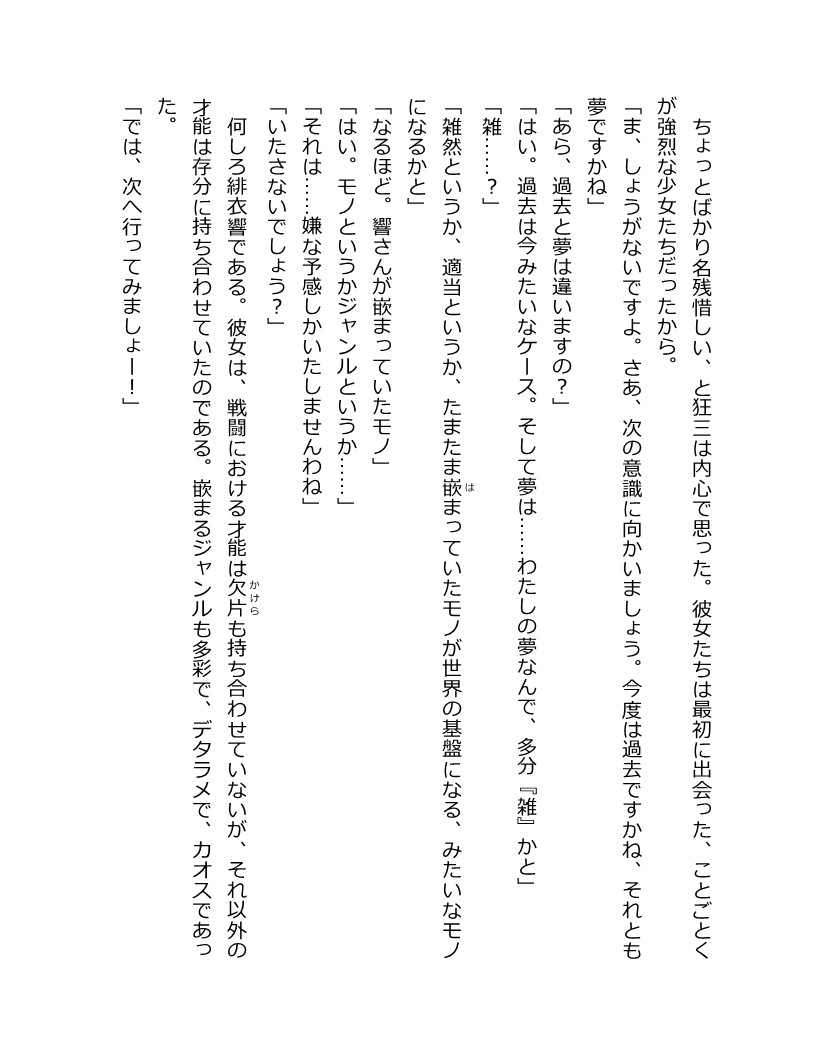 ちょっとばかり名残惜しい、と狂三は内心で思った。彼女たちは最初に出会った、ことごとく
が強烈な少女たちだったから。
「ま、しょうがないですよ。さあ、次の意識に向かいましょう。今度は過去ですかね、それとも
夢ですかね」
「あら、過去と夢は違いますの？」
「はい。過去は今みたいなケース。そして夢は……わたしの夢なんで、多分『雑』かと」
「雑……？」
「雑然というか、適当というか、たまたま嵌まっていたモノが世界の基盤になる、みたいなモノ
になるかと」
「なるほど。響さんが嵌まっていたモノ」
「はい。モノというかジャンルというか……」
「それは……嫌な予感しかいたしませんわね」
「いたさないでしょう？」
何しろ緋衣響である。彼女は、戦闘における才能は欠片も持ち合わせていないが、それ以外の
才能は存分に持ち合わせていたのである。嵌まるジャンルも多彩で、デタラメで、カオスであっ
た。
「では、次へ行ってみましょー！」
は
かけら